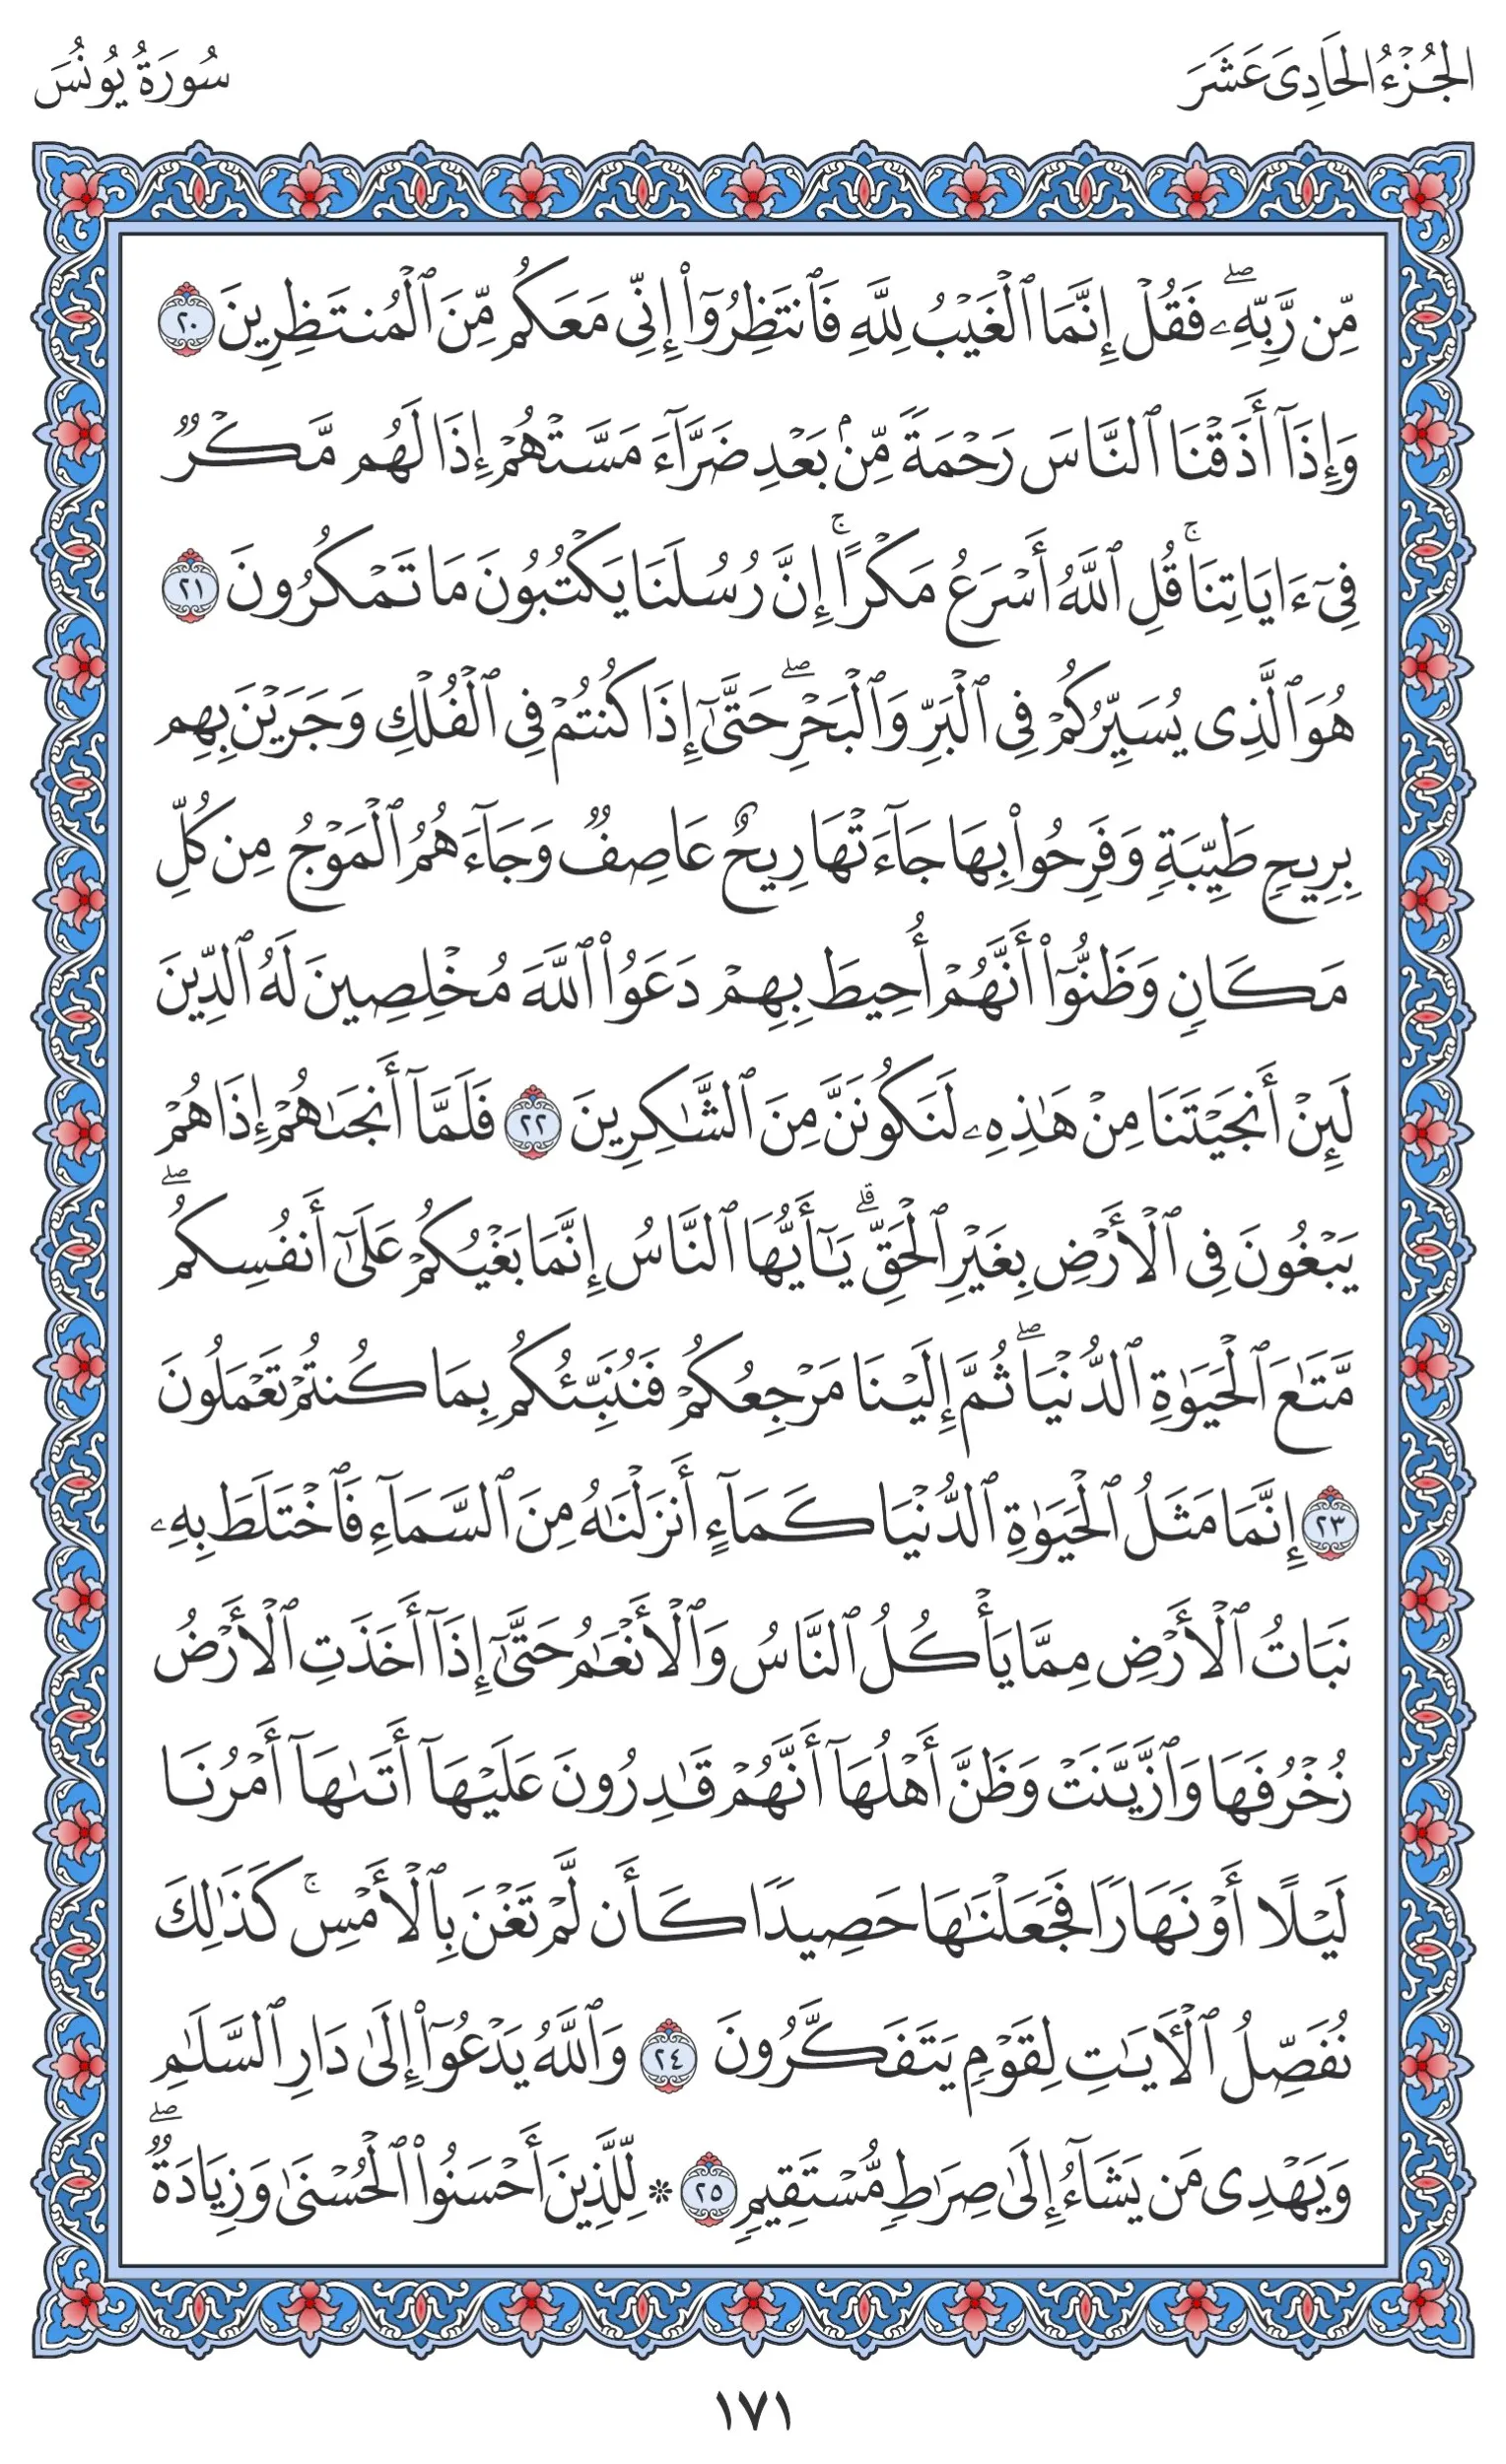 الجُزْءُ الحَادِىَ عَشَرَ
سُورَةُ يُونُسَ
مِّن رَّبِّهِۦۖ فَقُلۡ إِنَّمَا ٱلۡغَيۡبُ لِلَّهِ فَٱنتَظِرُوٓاْ إِنِّى مَعَكُم مِّنَ ٱلۡمُنتَظِرِينَ ٢٠
وَإِذَآ أَذَقۡنَا ٱلنَّاسَ رَحۡمَةࣰ مِّنۢ بَعۡدِ ضَرَّآءَ مَسَّتۡهُمۡ إِذَا لَهُم مَّكۡرࣱ
فِىٓ ءَايَاتِنَاۚ قُلِ ٱللَّهُ أَسۡرَعُ مَكۡرًاۚ إِنَّ رُسُلَنَا يَكۡتُبُونَ مَا تَمۡكُرُونَ ٢١
هُوَ ٱلَّذِى يُسَيِّرُكُمۡ فِى ٱلۡبَرِّ وَٱلۡبَحۡرِۖ حَتَّىٰٓ إِذَا كُنتُمۡ فِى ٱلۡفُلۡكِ وَجَرَيۡنَ بِهِم
بِرِيحࣲ طَيِّبَةࣲ وَفَرِحُواْ بِهَا جَآءَتۡهَا رِيحٌ عَاصِفࣱ وَجَآءَهُمُ ٱلۡمَوۡجُ مِن كُلِّ
مَكَانࣲ وَظَنُّوٓاْ أَنَّهُمۡ أُحِيطَ بِهِمۡ دَعَوُاْ ٱللَّهَ مُخۡلِصِينَ لَهُ ٱلدِّينَ
لَئِنۡ أَنجَيۡتَنَا مِنۡ هَٰذِهِۦ لَنَكُونَنَّ مِنَ ٱلشَّٰكِرِينَ ٢٢ فَلَمَّآ أَنجَىٰهُمۡ إِذَا هُمۡ
يَبۡغُونَ فِى ٱلۡأَرۡضِ بِغَيۡرِ ٱلۡحَقِّۗ يَٰٓأَيُّهَا ٱلنَّاسُ إِنَّمَا بَغۡيُكُمۡ عَلَىٰٓ أَنفُسِكُمۖ
مَّتَٰعَ ٱلۡحَيَوٰةِ ٱلدُّنۡيَاۖ ثُمَّ إِلَيۡنَا مَرۡجِعُكُمۡ فَنُنَبِّئُكُم بِمَا كُنتُمۡ تَعۡمَلُونَ
٢٣ إِنَّمَا مَثَلُ ٱلۡحَيَوٰةِ ٱلدُّنۡيَا كَمَآءٍ أَنزَلۡنَٰهُ مِنَ ٱلسَّمَآءِ فَٱخۡتَلَطَ بِهِۦ
نَبَاتُ ٱلۡأَرۡضِ مِمَّا يَأۡكُلُ ٱلنَّاسُ وَٱلۡأَنۡعَٰمُ حَتَّىٰٓ إِذَآ أَخَذَتِ ٱلۡأَرۡضُ
زُخۡرُفَهَا وَٱزَّيَّنَتۡ وَظَنَّ أَهۡلُهَآ أَنَّهُمۡ قَٰدِرُونَ عَلَيۡهَآ أَتَىٰهَآ أَمۡرُنَا
لَيۡلًا أَوۡ نَهَارࣰا فَجَعَلۡنَٰهَا حَصِيدࣰا كَأَن لَّمۡ تَغۡنَ بِٱلۡأَمۡسِۚ كَذَٰلِكَ
نُفَصِّلُ ٱلۡأٓيَٰتِ لِقَوۡمࣲ يَتَفَكَّرُونَ ٢٤ وَٱللَّهُ يَدۡعُوٓاْ إِلَىٰ دَارِ ٱلسَّلَٰمِ
وَيَهۡدِى مَن يَشَآءُ إِلَىٰ صِرَٰطࣲ مُّسۡتَقِيمࣲ ٢٥ ۞ لِّلَّذِينَ أَحۡسَنُواْ ٱلۡحُسۡنَىٰ وَزِيَادَةࣱۖ
١٧١